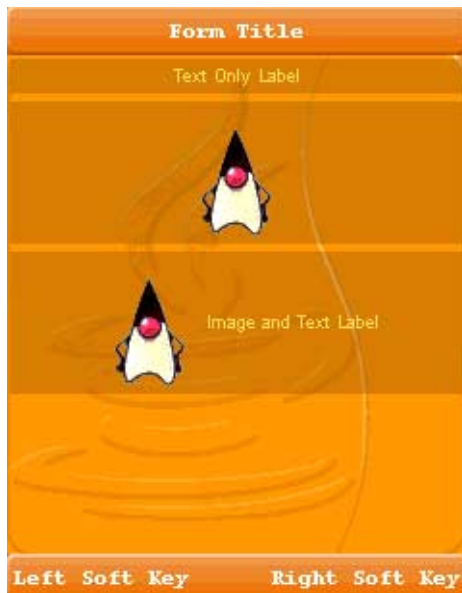 Form Title
Text Only Label
Image and Text Label
Left Soft Key Right Soft Key